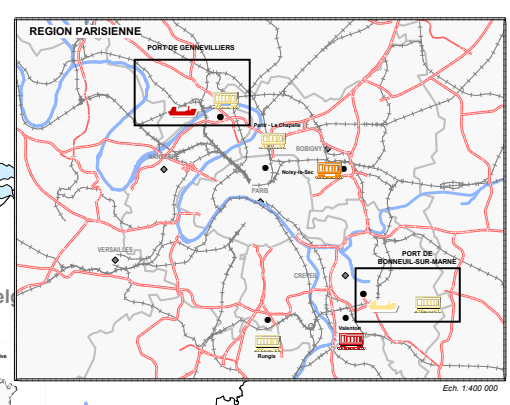 REGION PARISIENNE
PORT DE GENNEVILLIERS
Paris - La Chapelle
BOBIGNY
NANTERRE
Noisy-le-Sec
PARIS
VERSAILLES
PORT DE
BONNEUIL-SUR-MARNE
CRETEIL
Valenton
Rungis
Ech. 1:400 000